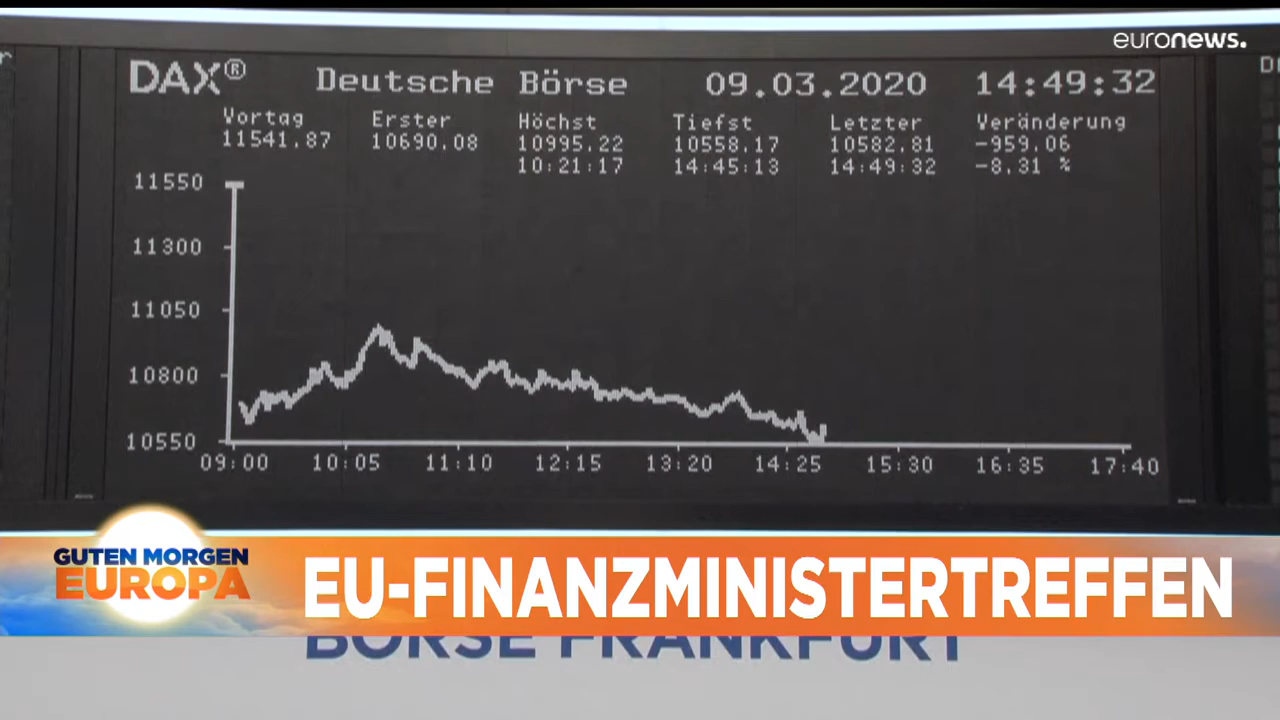 euronews.
DAX® Deutsche Börse 09.03.2020 14:49:32
Vortag Erster Höchst Tiefst Letzter Veränderung
11541.87 10690.08 10995.22 10558.17 10582.81 -959.06
10:21:17 14:45:13 14:49:32 -8.31 %
11550
11300
11050
10800
10550
09:00 10:05 11:10 12:15 13:20 14:25 15:30 16:35 17:40
GUTEN MORGEN
EUROPA
EU-FINANZMINISTERTREFFEN
BÖRSE FRANKFURT